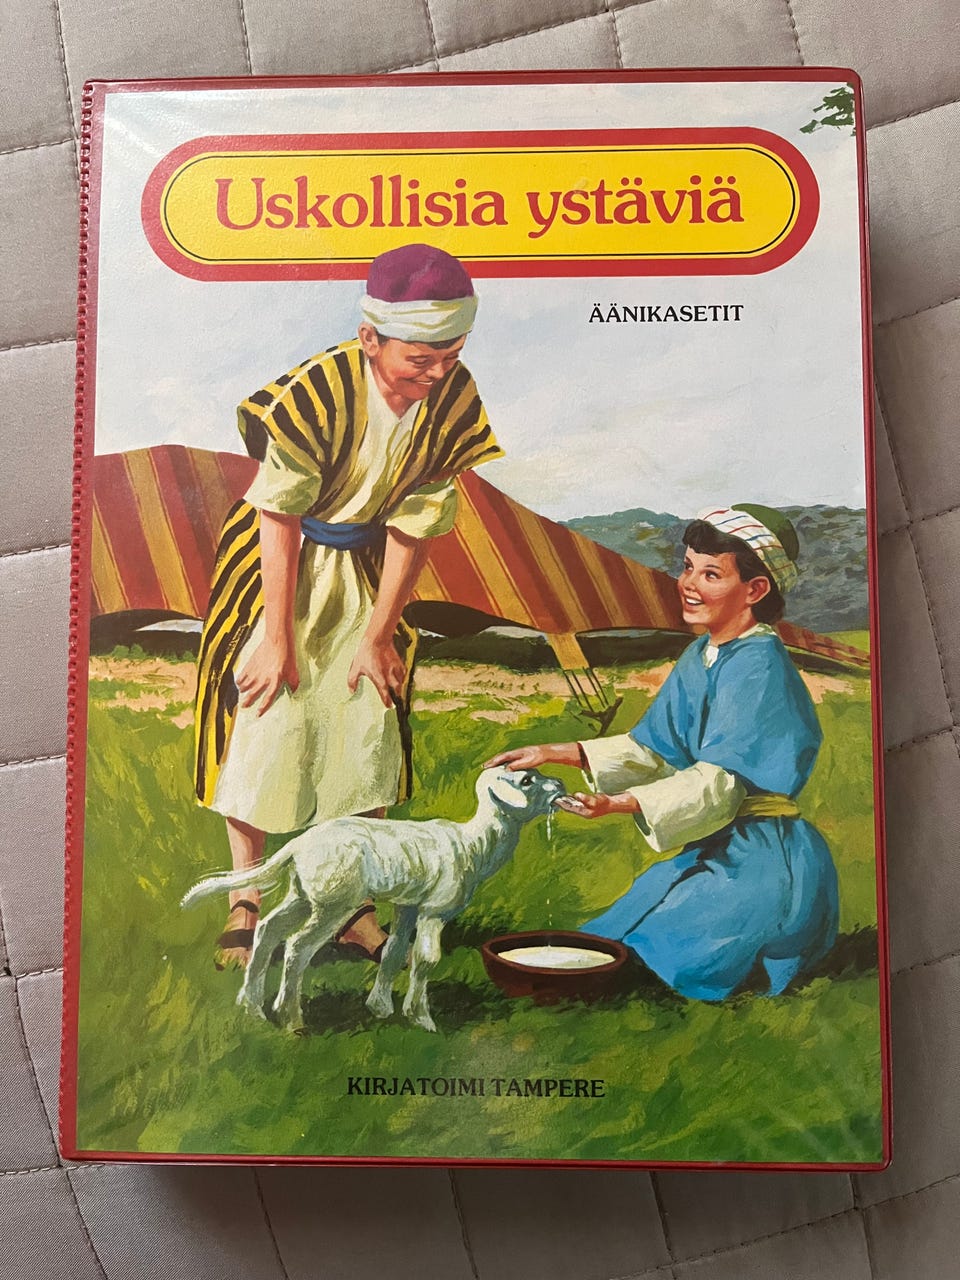 Uskollisia ystäviä
ÄÄNIKASETIT
KIRJATOIMI TAMPERE